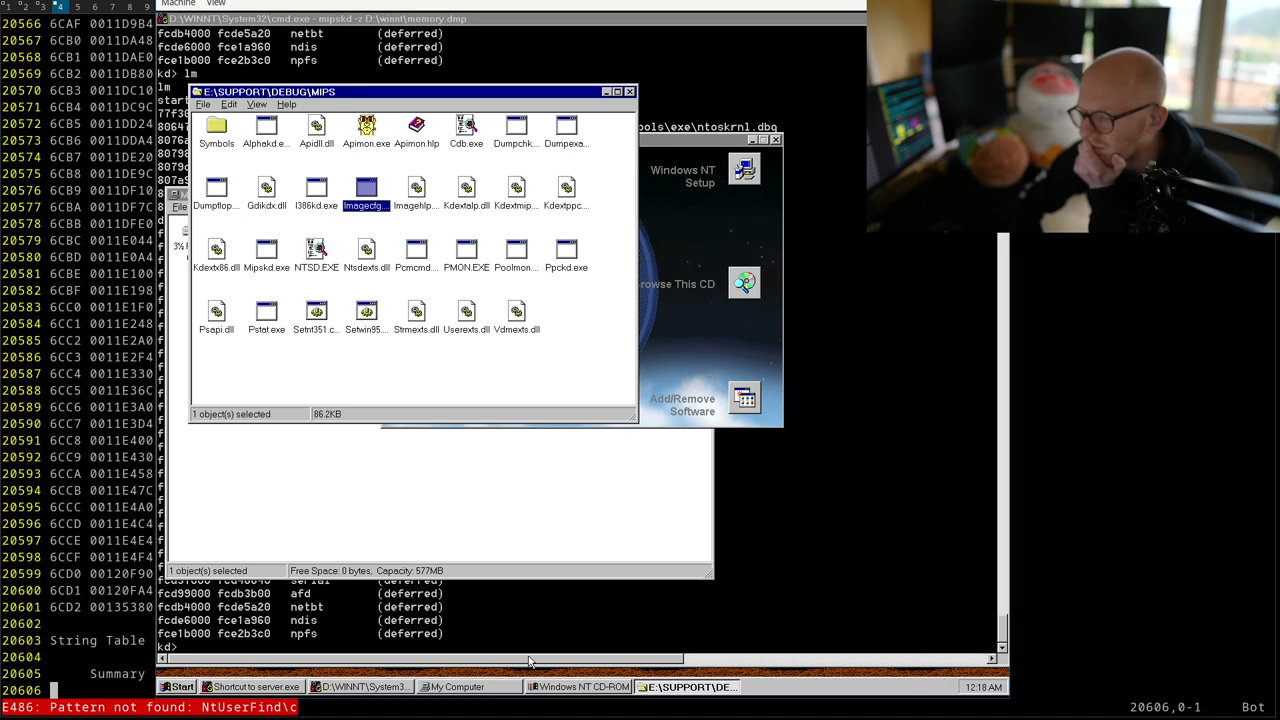 1 2 3 4 5 6 7 8 9
Machine View
20566 6CAF 0011D9B4
20567 6CB0 0011DA48
20568 6CB1 0011DAE0
20569 6CB2 0011DB80
20570 6CB3 0011DC10
20571 6CB4 0011DC9C
20572 6CB5 0011DD24
20573 6CB6 0011DDA4
20574 6CB7 0011DE20
20575 6CB8 0011DE9C
20576 6CB9 0011DF10
20577 6CBA 0011DF7C
20578 6CBB 0011DFE0
20579 6CBC 0011E044
20580 6CBD 0011E0A4
20581 6CBE 0011E100
20582 6CBF 0011E198
20583 6CC0 0011E1F0
20584 6CC1 0011E248
20585 6CC2 0011E2A0
20586 6CC3 0011E2F4
20587 6CC4 0011E330
20588 6CC5 0011E36C
20589 6CC6 0011E3A0
20590 6CC7 0011E3D4
20591 6CC8 0011E400
20592 6CC9 0011E430
20593 6CCA 0011E458
20594 6CCB 0011E47C
20595 6CCC 0011E4A0
20596 6CCD 0011E4C4
20597 6CCE 0011E4E4
20598 6CCF 0011E4F4
20599 6CD0 00120F90
20600 6CD1 00120FA4
20601 6CD2 00135380
20602
20603 String Table
20604
20605 Summary
20606
E486: Pattern not found: NtUserFind\c
20606,0-1 Bot
D:\WINNT\System32\cmd.exe - mipskd -z D:\winnt\memory.dmp
fcdb4000 fcde5a20 netbt (deferred)
fcde6000 fce1a960 ndis (deferred)
fce1b000 fce2b3c0 npfs (deferred)
kd> lm
lm
E:\SUPPORT\DEBUG\MIPS
File Edit View Help
Symbols Alphakd.e... Apidll.dll Apimon.exe Apimon.hlp Cdb.exe Dumpchk.... Dumpexa...
Dumpflop.... Gdikdx.dll I386kd.exe Imagecfg.... Imagehlp.... Kdextalp.dll Kdextmip.... Kdextppc....
Kdextx86.dll Mipskd.exe NTSD.EXE Ntsdexts.dll Pcmcmd.... PMON.EXE Poolmon.... Ppckd.exe
Psapi.dll Pstat.exe Setnt351.c... Setwin95.... Strmexts.dll Userexts.dll Vdmexts.dll
1 object(s) selected 86.2KB
bols\exe\ntoskrnl.dbg
Windows NT
Setup
rowse This CD
Add/Remove
Software
1 object(s) selected Free Space: 0 bytes, Capacity: 577MB
fcd99000 fcdb3b00 afd (deferred)
fcdb4000 fcde5a20 netbt (deferred)
fcde6000 fce1a960 ndis (deferred)
fce1b000 fce2b3c0 npfs (deferred)
kd>
Start Shortcut to server.exe D:\WINNT\System3... My Computer Windows NT CD-ROM E:\SUPPORT\DE... 12:18 AM